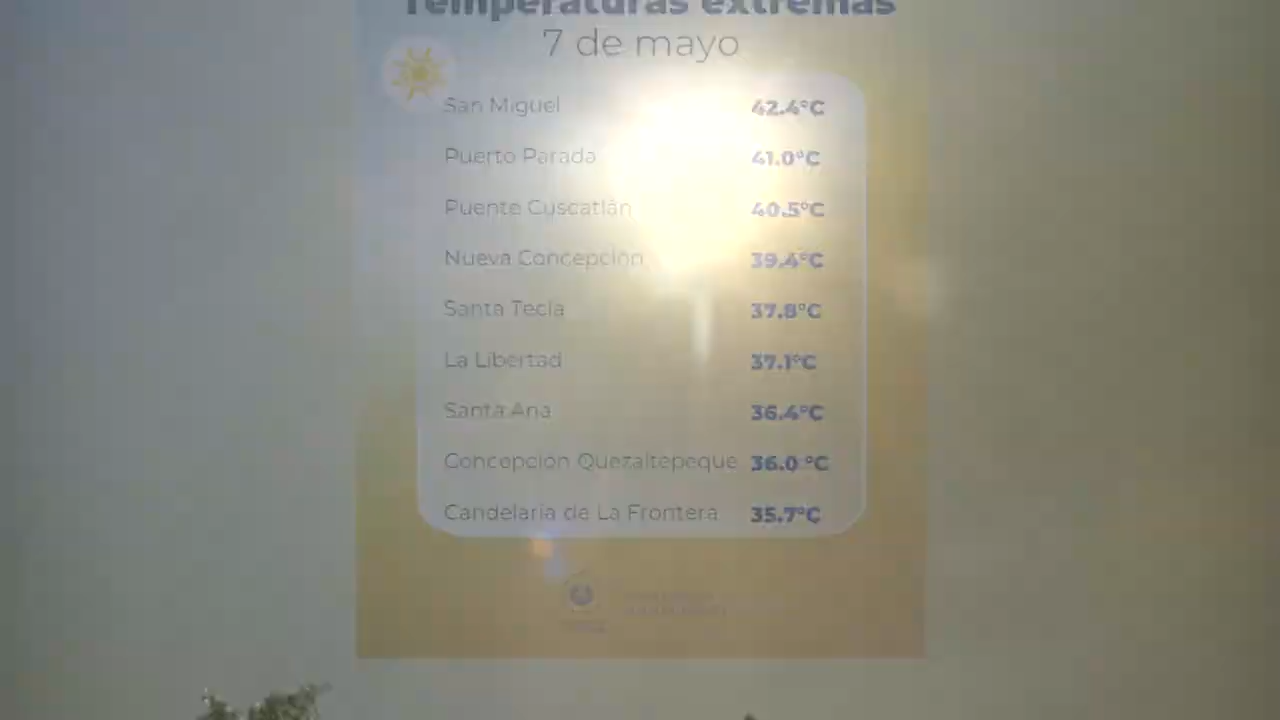 Temperaturas extremas
7 de mayo
San Miguel 42.4°C
Puerto Parada 41.0°C
Puente Cuscatlán 40.5°C
Nueva Concepción 39.4°C
Santa Tecla 37.8°C
La Libertad 37.1°C
Santa Ana 36.4°C
Concepción Quezaltepeque 36.0 °C
Candelaria de La Frontera 35.7°C